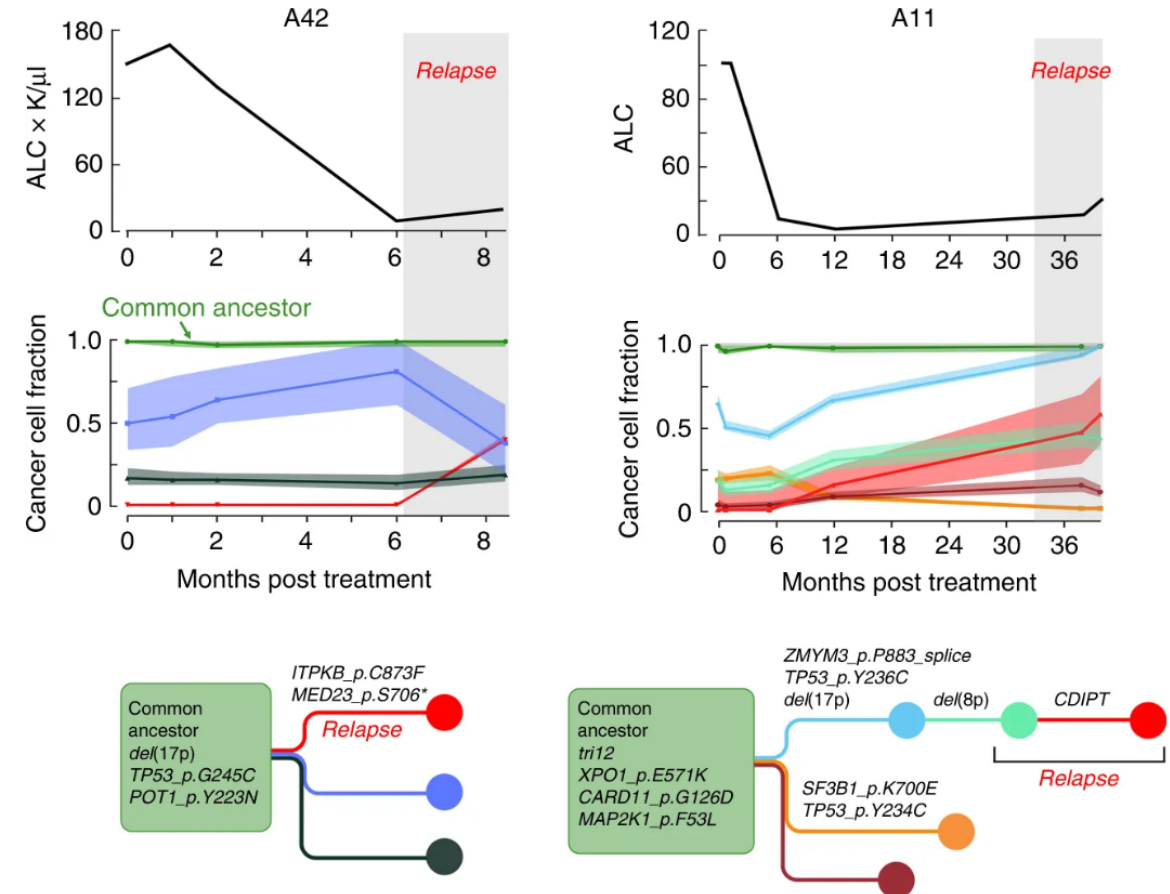 A42
ALC × K/µl
180
120
60
0
Relapse
0 2 4 6 8
Common ancestor
Cancer cell fraction
1.0
0.5
0
0 2 4 6 8
Months post treatment
A11
ALC
120
80
60
0
Relapse
0 6 12 18 24 30 36
Cancer cell fraction
1.0
0.5
0
0 6 12 18 24 30 36
Months post treatment
Common
ancestor
del(17p)
TP53_p.G245C
POT1_p.Y223N
ITPKB_p.C873F
MED23_p.S706*
Relapse
Common
ancestor
tri12
XPO1_p.E571K
CARD11_p.G126D
MAP2K1_p.F53L
ZMYM3_p.P883_splice
TP53_p.Y236C
del(17p)
del(8p)
CDIPT
Relapse
SF3B1_p.K700E
TP53_p.Y234C